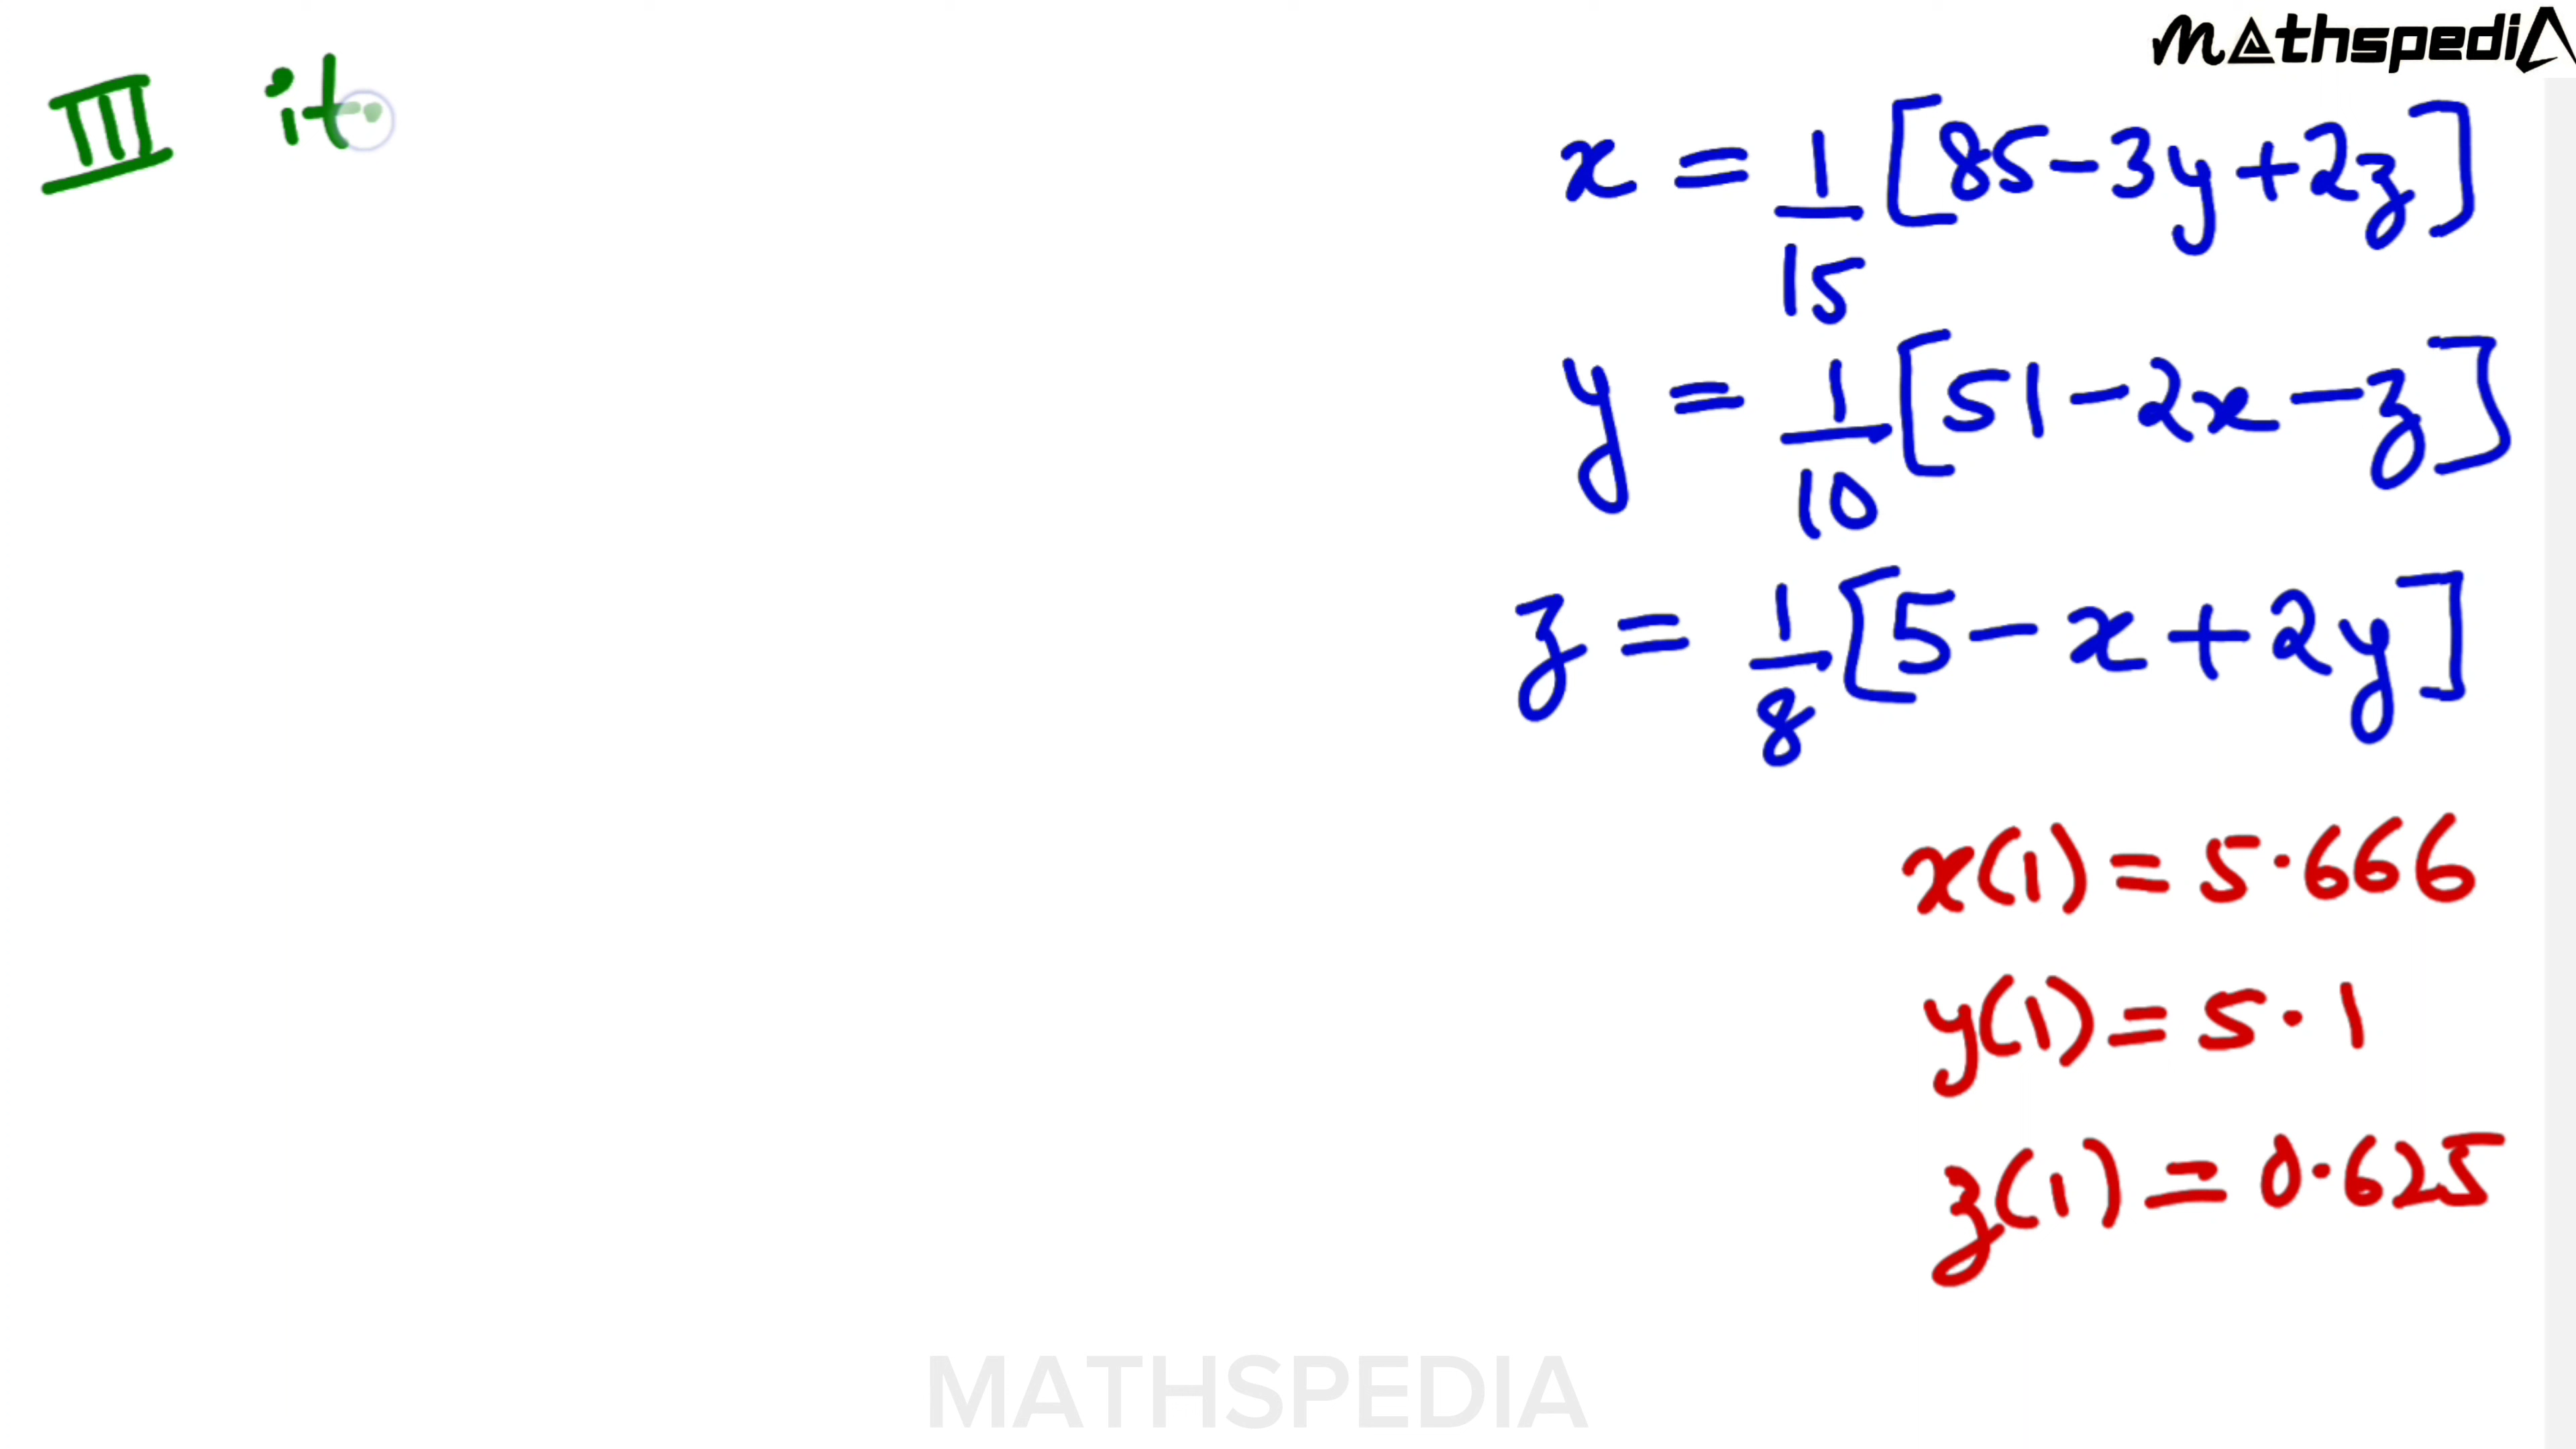 MathspediA
III it
x = 1/15 [85 - 3y + 2z]
y = 1/10 [51 - 2x - z]
z = 1/8 [5 - x + 2y]
x(1) = 5.666
y(1) = 5.1
z(1) = 0.625
MATHSPEDIA